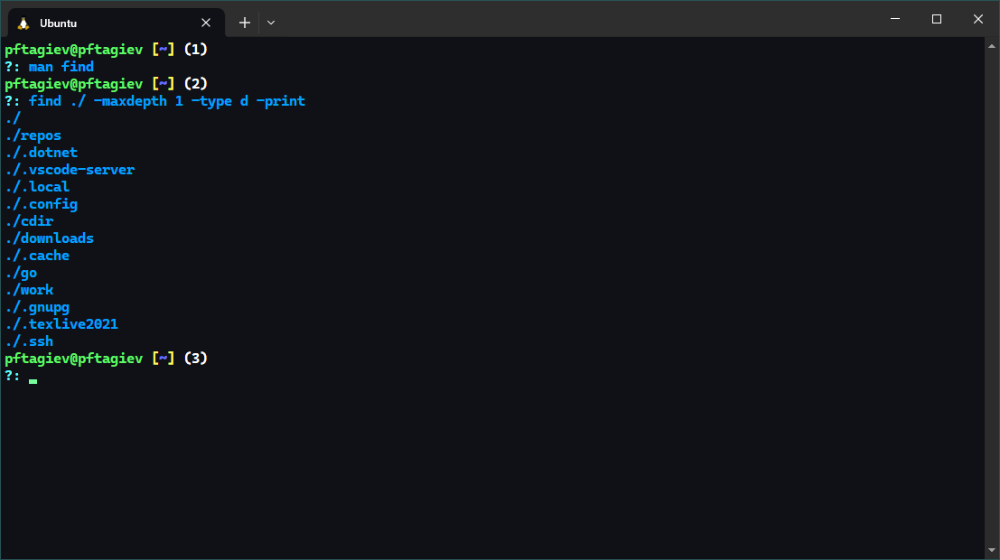 Ubuntu
pftagiev@pftagiev [~] (1)
?: man find
pftagiev@pftagiev [~] (2)
?: find ./ -maxdepth 1 -type d -print
./
./repos
./.dotnet
./.vscode-server
./.local
./.config
./cdir
./downloads
./.cache
./go
./work
./.gnupg
./.texlive2021
./.ssh
pftagiev@pftagiev [~] (3)
?: